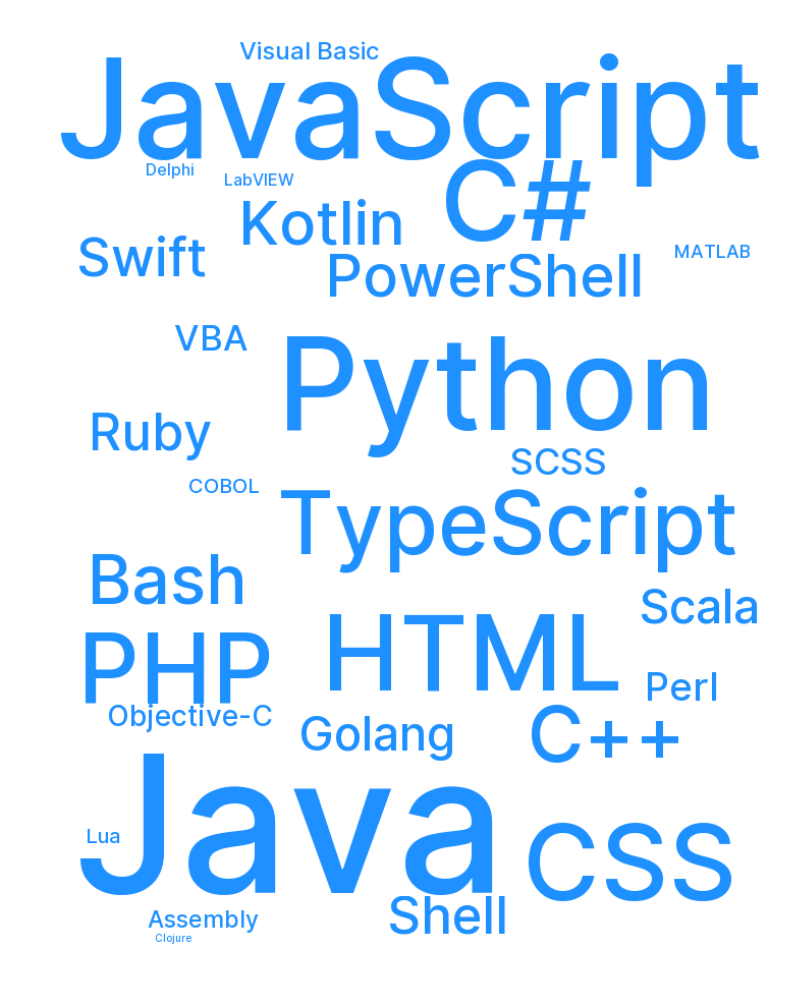 Visual Basic
JavaScript
Delphi
LabVIEW
C#
Kotlin
Swift
MATLAB
PowerShell
VBA
Python
Ruby
SCSS
COBOL
TypeScript
Bash
Scala
HTML
PHP
Perl
Objective-C
Golang
C++
Java
Lua
CSS
Shell
Assembly
Clojure